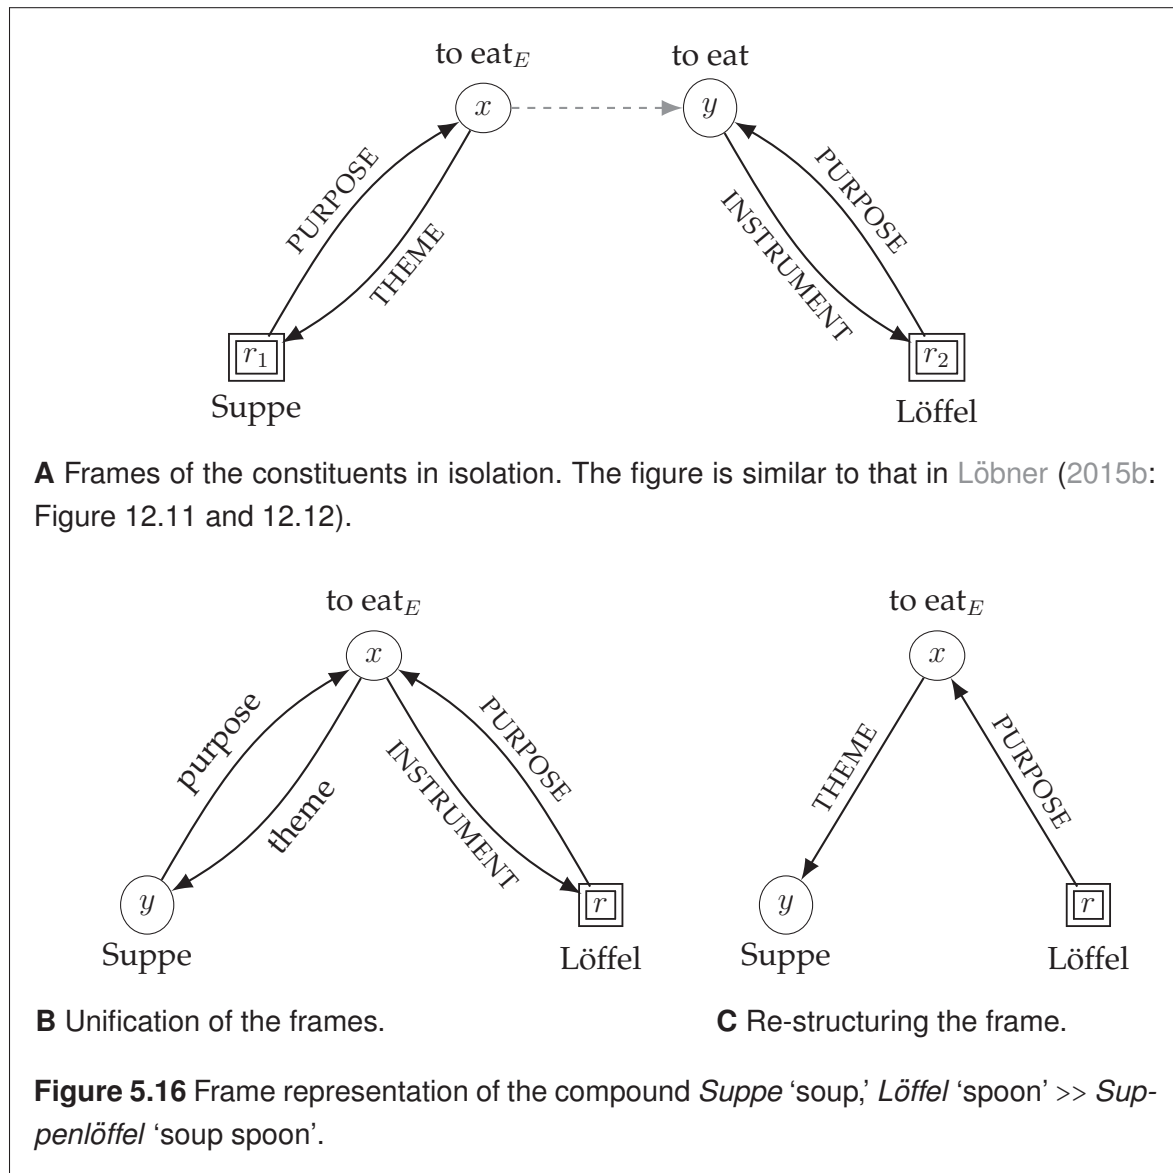 to eat_E
to eat
x
y
PURPOSE
THEME
INSTRUMENT
PURPOSE
r_1
r_2
Suppe
Löffel
A Frames of the constituents in isolation. The figure is similar to that in Löbner (2015b:
Figure 12.11 and 12.12).
to eat_E
x
purpose
theme
INSTRUMENT
PURPOSE
y
r
Suppe
Löffel
to eat_E
x
THEME
PURPOSE
y
r
Suppe
Löffel
B Unification of the frames.
C Re-structuring the frame.
Figure 5.16 Frame representation of the compound Suppe ‘soup,’ Löffel ‘spoon’ >> Sup-
penlöffel ‘soup spoon’.